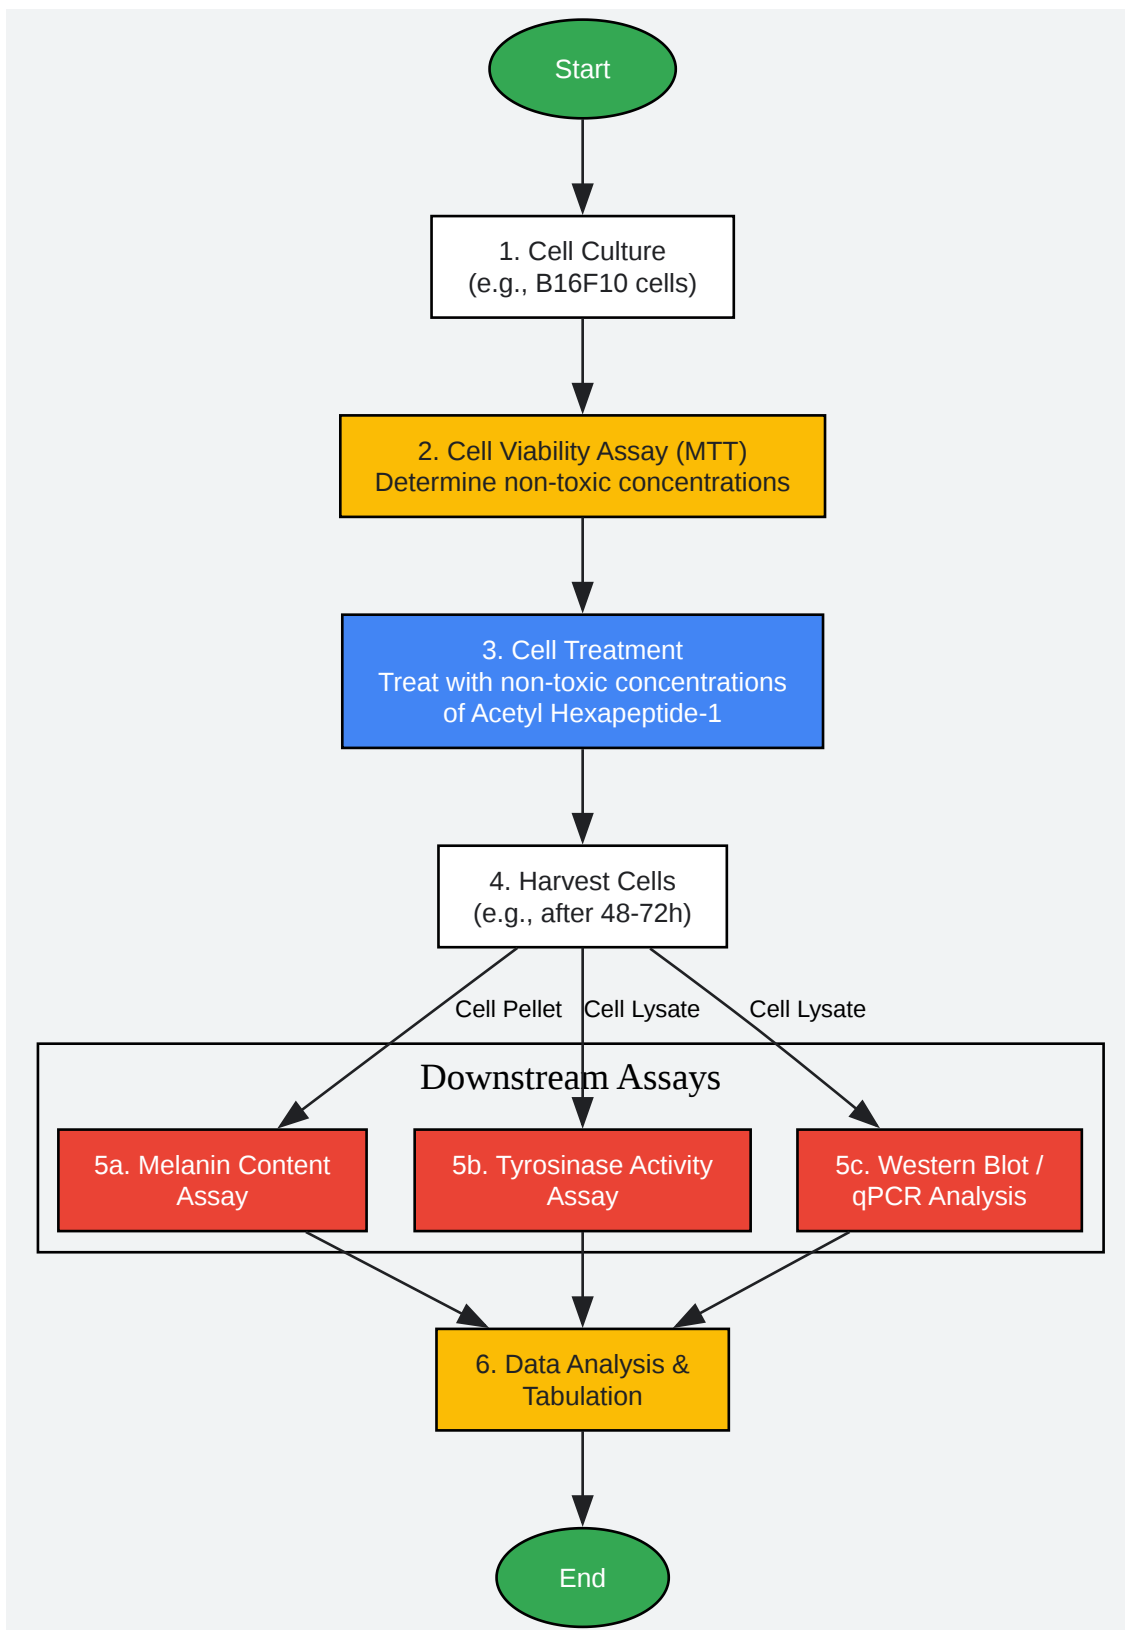 Start
1. Cell Culture
(e.g., B16F10 cells)
2. Cell Viability Assay (MTT)
Determine non-toxic concentrations
3. Cell Treatment
Treat with non-toxic concentrations
of Acetyl Hexapeptide-1
4. Harvest Cells
(e.g., after 48-72h)
Cell Pellet
Cell Lysate
Cell Lysate
Downstream Assays
5a. Melanin Content
Assay
5b. Tyrosinase Activity
Assay
5c. Western Blot /
qPCR Analysis
6. Data Analysis &
Tabulation
End